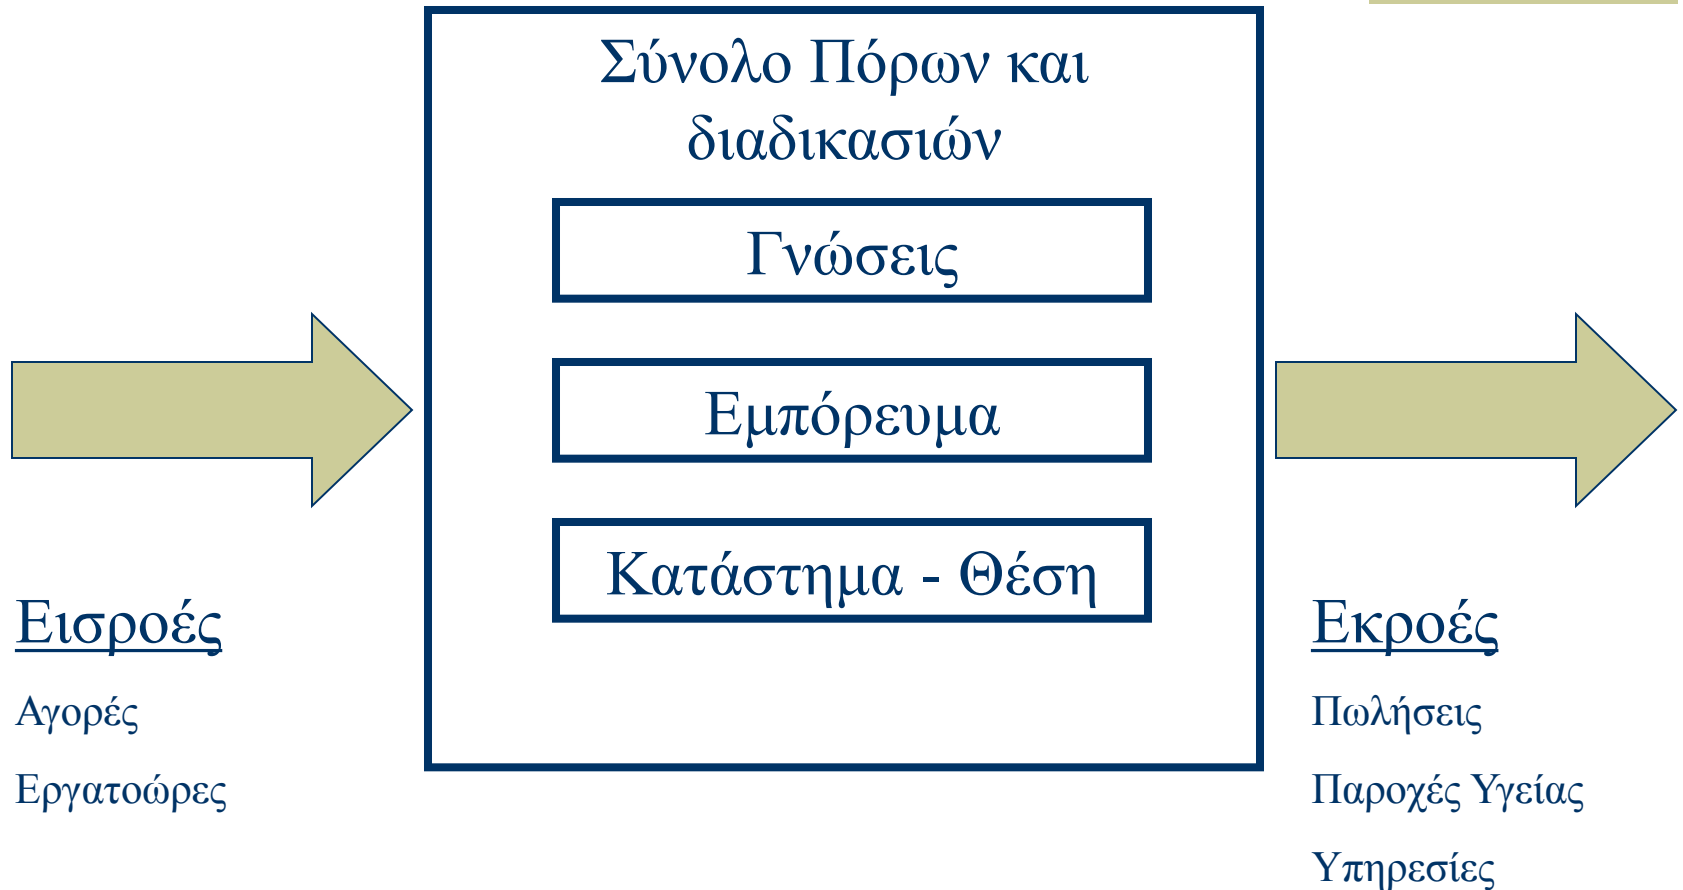 Σύνολο Πόρων και
διαδικασιών
Γνώσεις
Εμπόρευμα
Κατάστημα - Θέση
Εισροές
Αγορές
Εργατοώρες
Εκροές
Πωλήσεις
Παροχές Υγείας
Υπηρεσίες